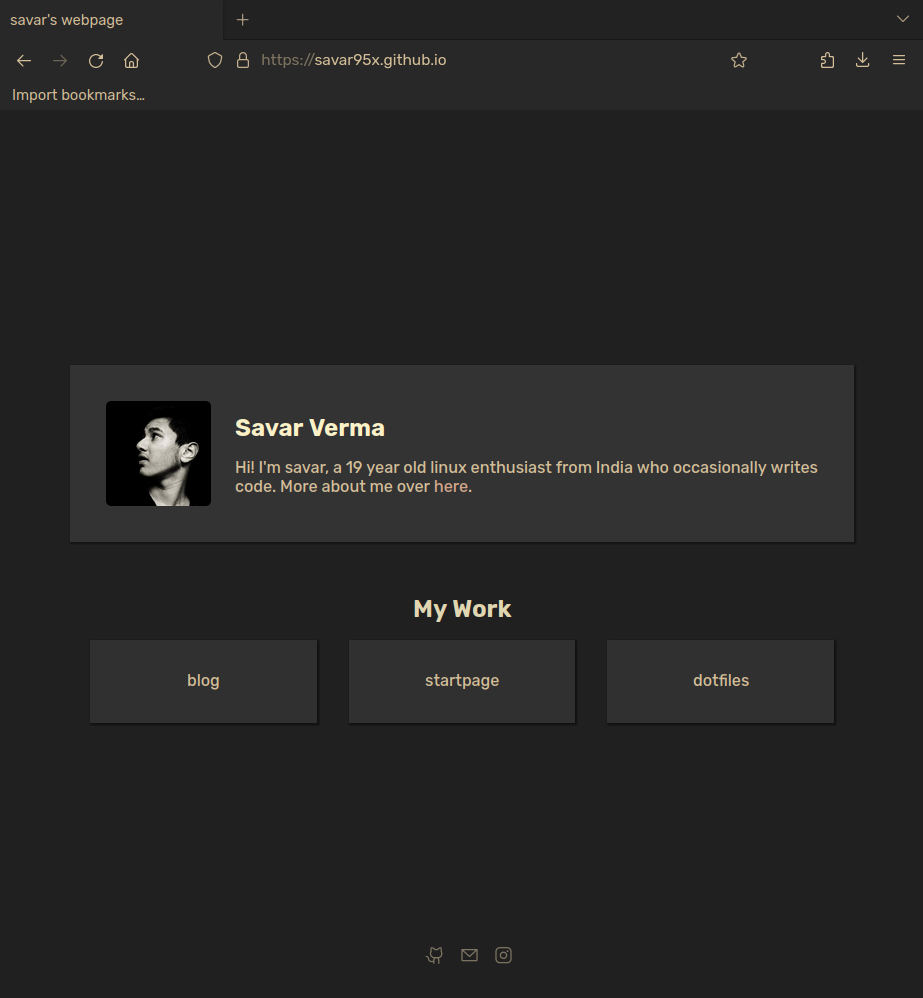 savar's webpage
https://savar95x.github.io
Import bookmarks…
Savar Verma
Hi! I'm savar, a 19 year old linux enthusiast from India who occasionally writes
code. More about me over here.
My Work
blog
startpage
dotfiles